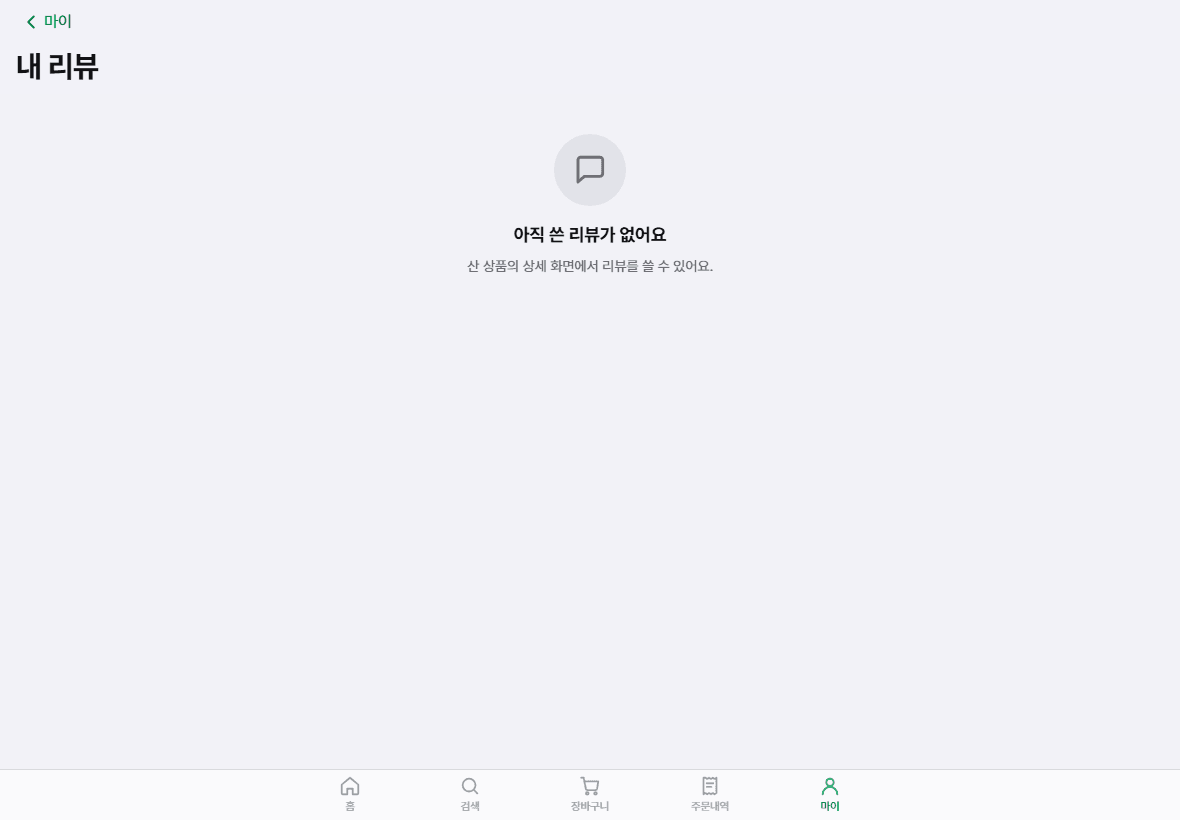 마이
내 리뷰
아직 쓴 리뷰가 없어요
산 상품의 상세 화면에서 리뷰를 쓸 수 있어요.
홈
검색
장바구니
주문내역
마이